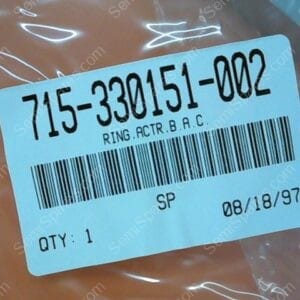 715-330151-002
RING.ACTR.B.A.C.
SP 08/18/97
QTY: 1